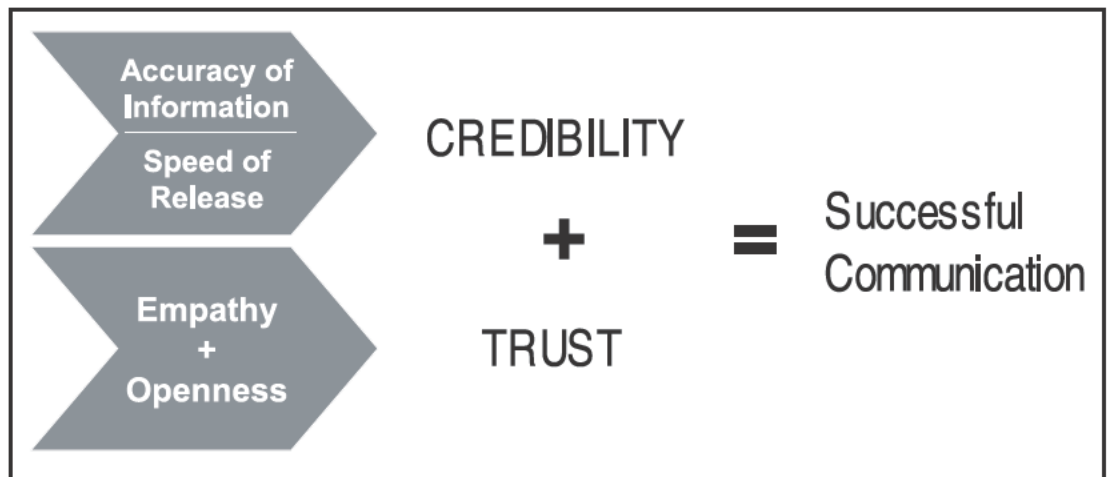 Accuracy of
Information
Speed of
Release
CREDIBILITY
+
=
Successful
Communication
Empathy
+
Openness
TRUST